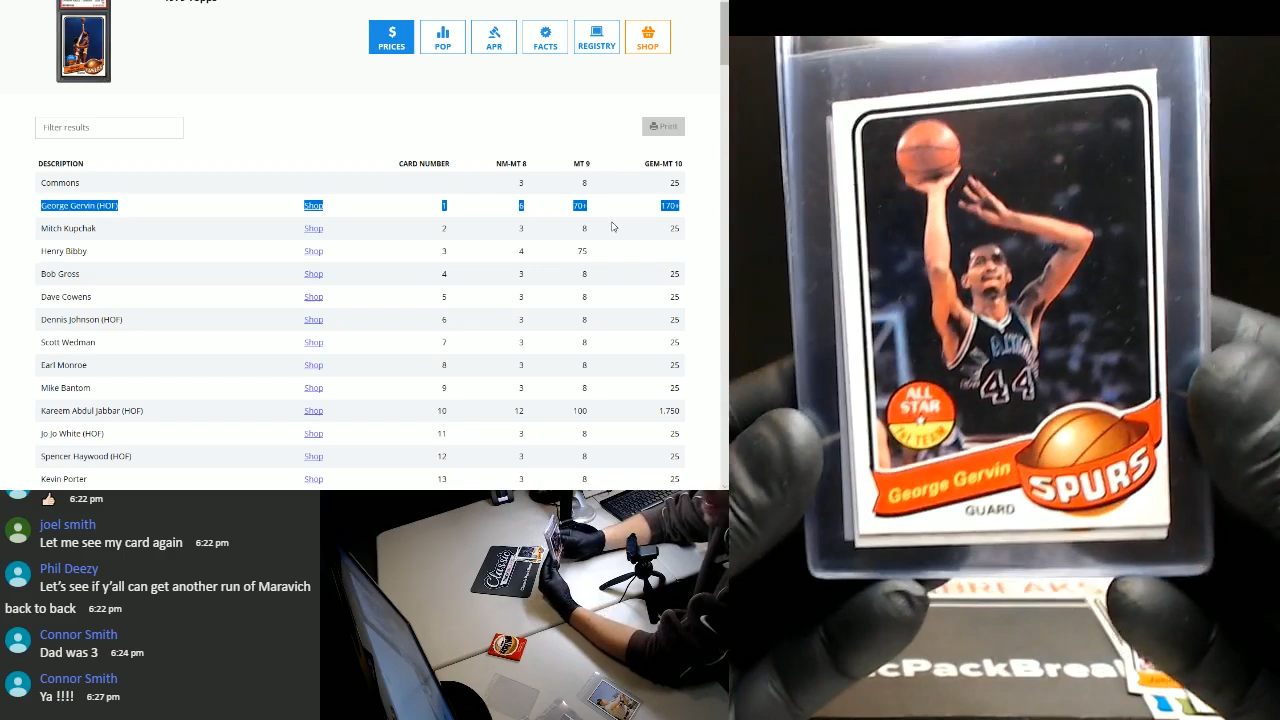 PRICES
POP
APR
FACTS
REGISTRY
SHOP
Filter results
Print
DESCRIPTION CARD NUMBER NM-MT 8 MT 9 GEM-MT 10
Commons 3 8 25
George Gervin (HOF) Shop 1 6 70+ 170+
Mitch Kupchak Shop 2 3 8 25
Henry Bibby Shop 3 4 75
Bob Gross Shop 4 3 8 25
Dave Cowens Shop 5 3 8 25
Dennis Johnson (HOF) Shop 6 3 8 25
Scott Wedman Shop 7 3 8 25
Earl Monroe Shop 8 3 8 25
Mike Bantom Shop 9 3 8 25
Kareem Abdul Jabbar (HOF) Shop 10 12 100 1,750
Jo Jo White (HOF) Shop 11 3 8 25
Spencer Haywood (HOF) Shop 12 3 8 25
Kevin Porter Shop 13 3 8 25
6:22 pm
joel smith
Let me see my card again 6:22 pm
Phil Deezy
Let's see if y'all can get another run of Maravich
back to back 6:22 pm
Connor Smith
Dad was 3 6:24 pm
Connor Smith
Ya !!!! 6:27 pm
Classic
44
ALL
STAR
1st TEAM
George Gervin
SPURS
GUARD
cPackBrea